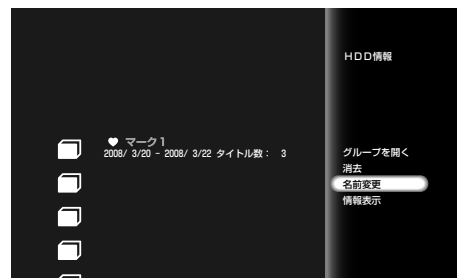 HDD情報
♥ マーク1
2008/ 3/20 - 2008/ 3/22 タイトル数: 3
グループを開く
消去
名前変更
情報表示